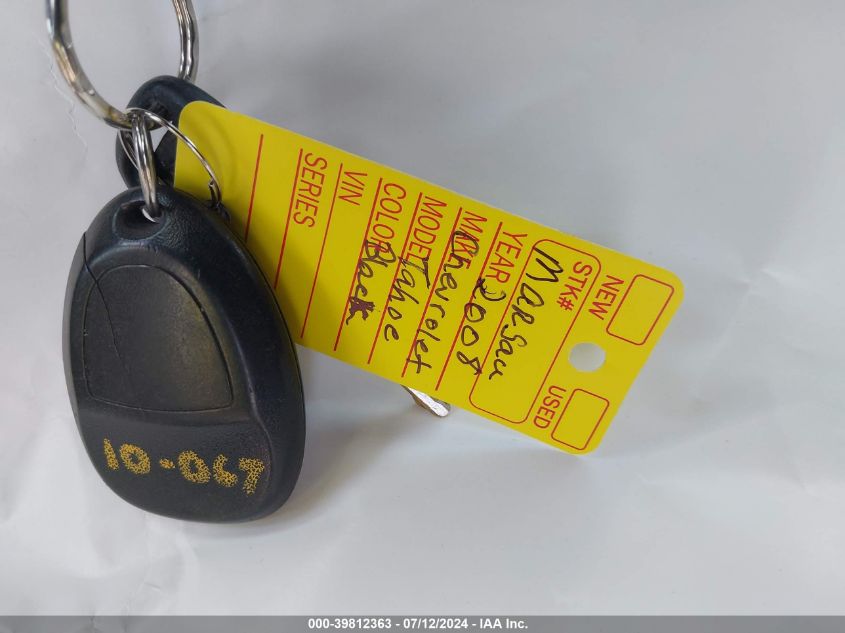 NEW
USED
STK#
Marsau
YEAR 2008
MAKE Chevrolet
MODEL Tahoe
COLOR Black
VIN
SERIES
10-067
000-39812363 - 07/12/2024 - IAA Inc.